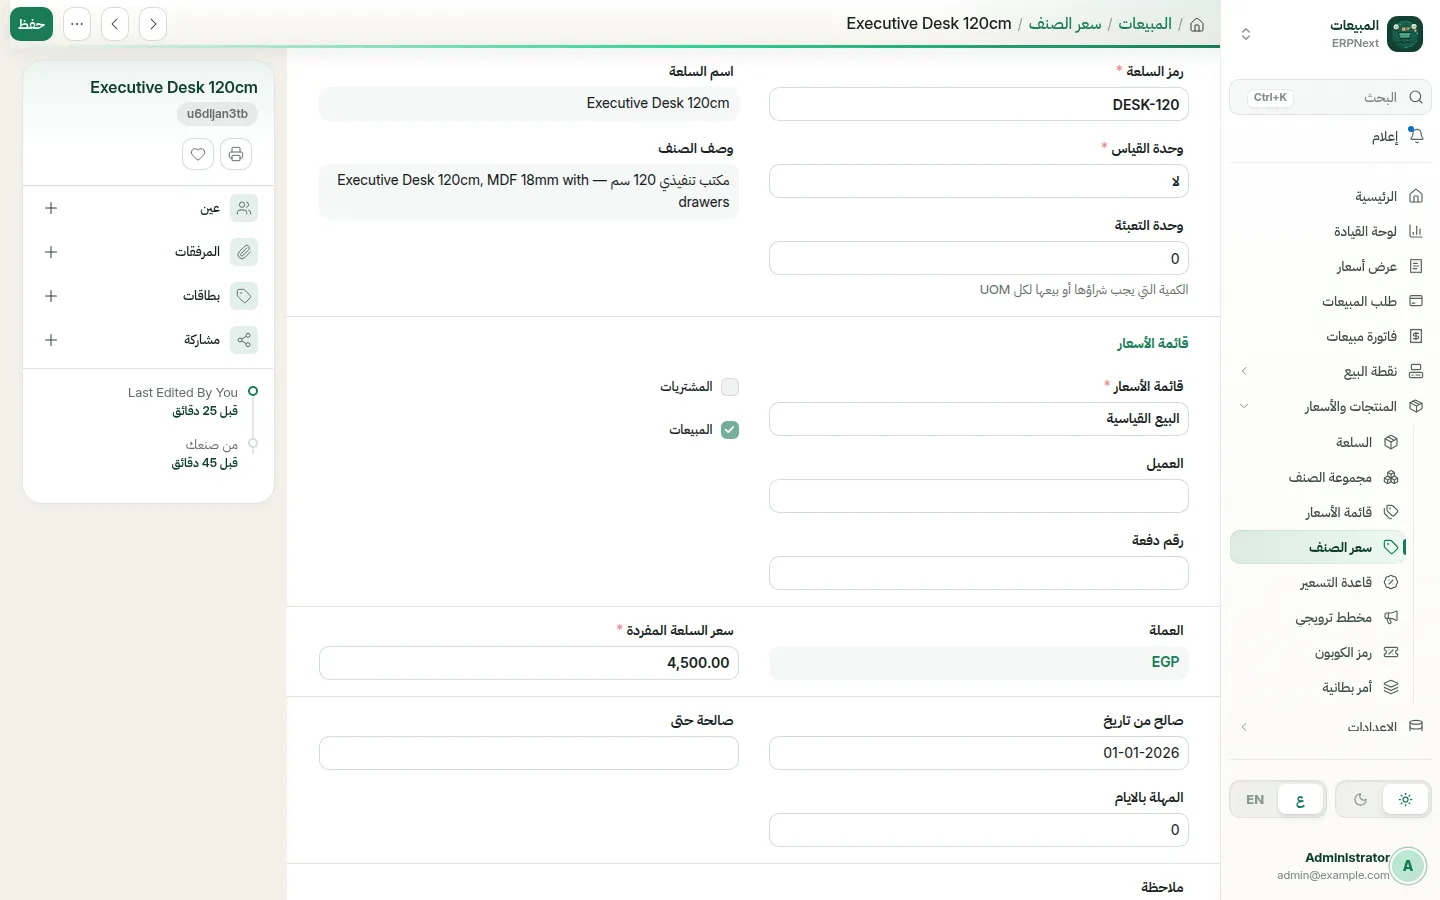 المبيعات
ERPNext
البحث
Ctrl+K
إعلام
الرئيسية
لوحة القيادة
عرض أسعار
طلب المبيعات
فاتورة مبيعات
نقطة البيع
المنتجات والأسعار
السلعة
مجموعة الصنف
قائمة الأسعار
سعر الصنف
قاعدة التسعير
مخطط ترويجي
رمز الكوبون
أمر بطانية
الاعدادات
ع
EN
Administrator
A
admin@example.com
المبيعات / سعر الصنف / Executive Desk 120cm
حفظ
رمز السلعة *
DESK-120
وحدة القياس *
لا
وحدة التعبئة
0
الكمية التي يجب شراؤها أو بيعها لكل UOM
اسم السلعة
Executive Desk 120cm
وصف الصنف
مكتب تنفيذي 120 سم — Executive Desk 120cm, MDF 18mm with
drawers
قائمة الأسعار
قائمة الأسعار *
البيع القياسية
العميل
رقم دفعة
المشتريات
المبيعات
العملة
EGP
سعر السلعة المفردة *
4,500.00
صالح من تاريخ
01-01-2026
المهلة بالايام
0
صالحة حتى
ملاحظة
Executive Desk 120cm
u6dljan3tb
عين
المرفقات
بطاقات
مشاركة
Last Edited By You
قبل 25 دقائق
من صنعك
قبل 45 دقائق